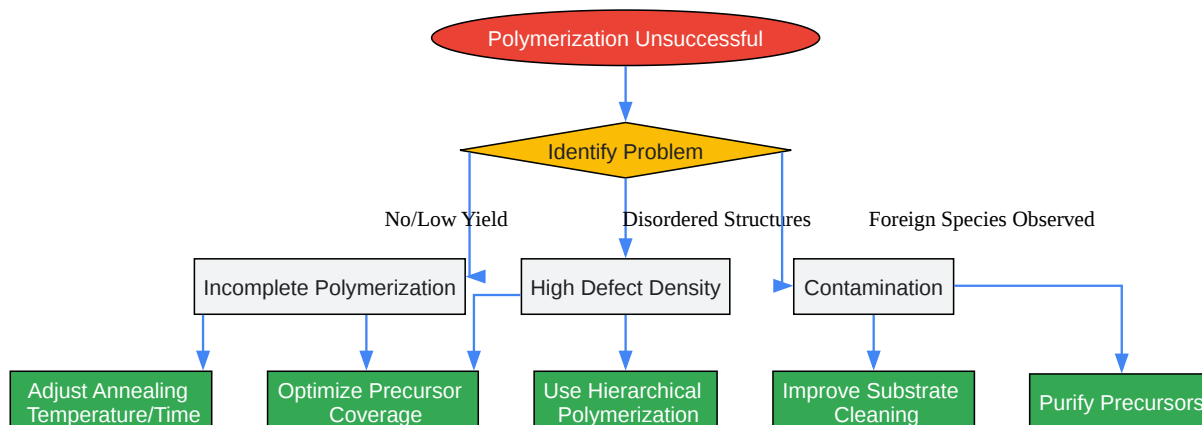 Polymerization Unsuccessful
Identify Problem
No/Low Yield
Disordered Structures
Foreign Species Observed
Incomplete Polymerization
High Defect Density
Contamination
Adjust Annealing
Temperature/Time
Optimize Precursor
Coverage
Use Hierarchical
Polymerization
Improve Substrate
Cleaning
Purify Precursors